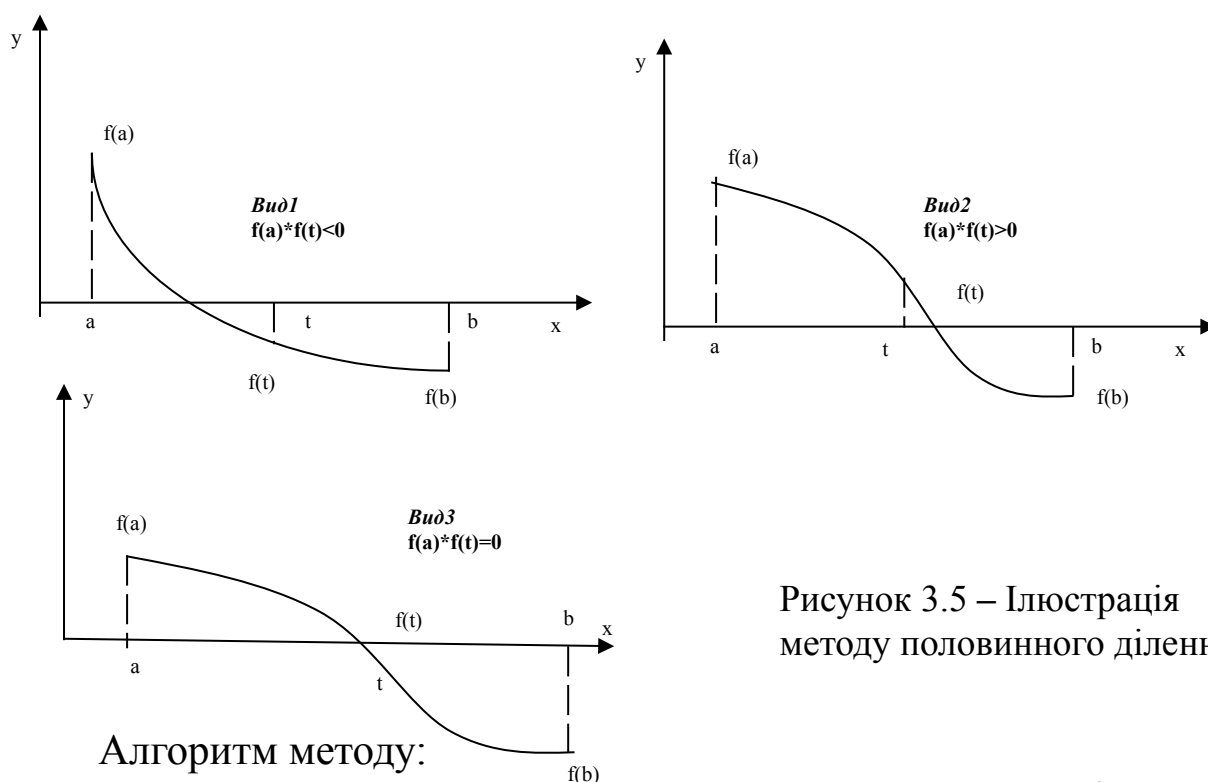 y
f(a)
Вид1
f(a)*f(t)<0
a
t
b
x
f(t)
f(b)
y
f(a)
Вид2
f(a)*f(t)>0
f(t)
a
t
b
x
f(b)
y
f(a)
Вид3
f(a)*f(t)=0
f(t)
b
x
a
t
f(b)
Рисунок 3.5 – Ілюстрація
методу половинного ділен
Алгоритм методу: